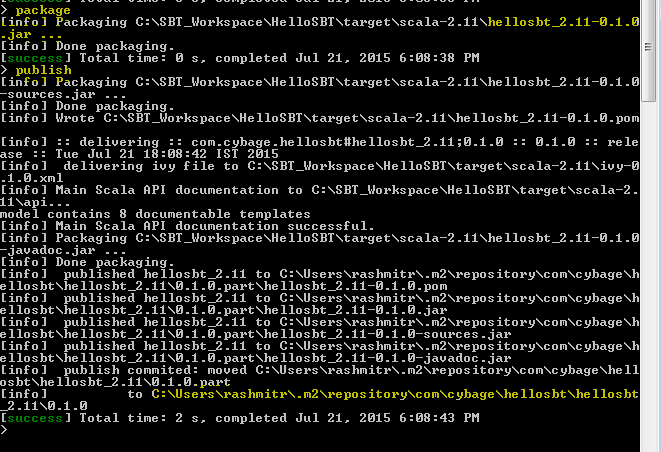 [success] Total time: 0 s, completed Jul 21, 2015 6:08:38 PM
> package
[info] Packaging C:\SBT_Workspace\HelloSBT\target\scala-2.11\hellosbt_2.11-0.1.0
.jar ...
[info] Done packaging.
[success] Total time: 0 s, completed Jul 21, 2015 6:08:38 PM
> publish
[info] Packaging C:\SBT_Workspace\HelloSBT\target\scala-2.11\hellosbt_2.11-0.1.0
-sources.jar ...
[info] Done packaging.
[info] Wrote C:\SBT_Workspace\HelloSBT\target\scala-2.11\hellosbt_2.11-0.1.0.pom
[info] :: delivering :: com.cybage.hellosbt#hellosbt_2.11;0.1.0 :: 0.1.0 :: rele
ase :: Tue Jul 21 18:08:42 IST 2015
[info]  delivering ivy file to C:\SBT_Workspace\HelloSBT\target\scala-2.11\ivy-0
.1.0.xml
[info] Main Scala API documentation to C:\SBT_Workspace\HelloSBT\target\scala-2.
11\api...
model contains 8 documentable templates
[info] Main Scala API documentation successful.
[info] Packaging C:\SBT_Workspace\HelloSBT\target\scala-2.11\hellosbt_2.11-0.1.0
-javadoc.jar ...
[info] Done packaging.
[info]  published hellosbt_2.11 to C:\Users\rashmitr\.m2\repository\com\cybage\h
ellosbt\hellosbt_2.11\0.1.0.part\hellosbt_2.11-0.1.0.pom
[info]  published hellosbt_2.11 to C:\Users\rashmitr\.m2\repository\com\cybage\h
ellosbt\hellosbt_2.11\0.1.0.part\hellosbt_2.11-0.1.0.jar
[info]  published hellosbt_2.11 to C:\Users\rashmitr\.m2\repository\com\cybage\h
ellosbt\hellosbt_2.11\0.1.0.part\hellosbt_2.11-0.1.0-sources.jar
[info]  published hellosbt_2.11 to C:\Users\rashmitr\.m2\repository\com\cybage\h
ellosbt\hellosbt_2.11\0.1.0.part\hellosbt_2.11-0.1.0-javadoc.jar
[info]  publish commited: moved C:\Users\rashmitr\.m2\repository\com\cybage\hell
osbt\hellosbt_2.11\0.1.0.part
[info]          to C:\Users\rashmitr\.m2\repository\com\cybage\hellosbt\hellosbt
_2.11\0.1.0
[success] Total time: 2 s, completed Jul 21, 2015 6:08:43 PM
>